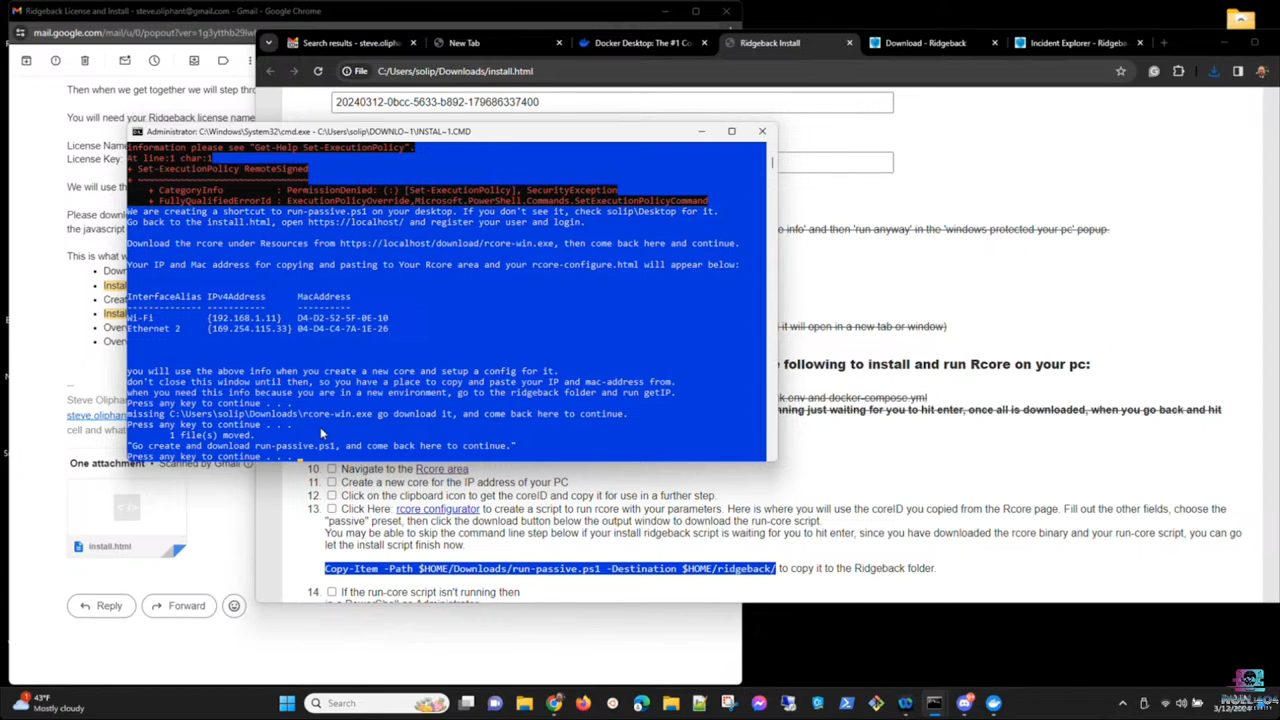 Ridgeback License and Install - steve.oliphant@gmail.com - Gmail - Google Chrome
mail.google.com/mail/u/0/popout?ver=1g3ytthb29lwh
Search results - steve.oliphant
New Tab
Docker Desktop: The #1 Co
Ridgeback Install
Download - Ridgeback
Incident Explorer - Ridgeba
File
C:/Users/solip/Downloads/install.html
Then when we get together we will step thro
You will need your Ridgeback license name
License Name
License Key:
We will use th
Please downl
the javascript
This is what w
Down
Instal
Creat
Instal
Over
Over
--
Steve Oliphant
steve.oliphant
cell and what
One attachment • Scanned by Gmail
install.html
Reply
Forward
20240312-0bcc-5633-b892-179686337400
Administrator: C:\Windows\System32\cmd.exe - C:\Users\solip\DOWNLO~1\INSTAL~1.CMD
information please see "Get-Help Set-ExecutionPolicy".
At line:1 char:1
+ Set-ExecutionPolicy RemoteSigned
+ ~~~~~~~~~~~~~~~~~~~~~~~~~~~~~~~~
+ CategoryInfo : PermissionDenied: (:) [Set-ExecutionPolicy], SecurityException
+ FullyQualifiedErrorId : ExecutionPolicyOverride,Microsoft.PowerShell.Commands.SetExecutionPolicyCommand
We are creating a shortcut to run-passive.ps1 on your desktop. If you don't see it, check solip\Desktop for it.
Go back to the install.html, open https://localhost/ and register your user and login.
Download the rcore under Resources from https://localhost/download/rcore-win.exe, then come back here and continue.
Your IP and Mac address for copying and pasting to Your Rcore area and your rcore-configure.html will appear below:
InterfaceAlias IPv4Address MacAddress
-------------- ----------- ----------
Wi-Fi {192.168.1.11} D4-D2-52-5F-0E-10
Ethernet 2 {169.254.115.33} 04-D4-C4-7A-1E-26
you will use the above info when you create a new core and setup a config for it.
don't close this window until then, so you have a place to copy and paste your IP and mac-address from.
when you need this info because you are in a new environment, go to the ridgeback folder and run getIP.
Press any key to continue . . .
missing C:\Users\solip\Downloads\rcore-win.exe go download it, and come back here to continue.
Press any key to continue . . .
1 file(s) moved.
"Go create and download run-passive.ps1, and come back here to continue."
Press any key to continue . . .
e info' and then 'run anyway' in the 'windows protected your pc' popup.
it will open in a new tab or window)
e following to install and run Rcore on your pc:
k.env and docker-compose.yml
nning just waiting for you to hit enter, once all is downloaded, when you go back and hit
10. Navigate to the Rcore area
11. Create a new core for the IP address of your PC
12. Click on the clipboard icon to get the coreID and copy it for use in a further step.
13. Click Here: rcore configurator to create a script to run rcore with your parameters. Here is where you will use the coreID you copied from the Rcore page. Fill out the other fields, choose the
"passive" preset, then click the download button below the output window to download the run-core script.
You may be able to skip the command line step below if your install ridgeback script is waiting for you to hit enter, since you have downloaded the rcore binary and your run-core script, you can go
let the install script finish now.
Copy-Item -Path $HOME/Downloads/run-passive.ps1 -Destination $HOME/ridgeback/ to copy it to the Ridgeback folder.
14. If the run-core script isn't running then
in a PowerShell as Administrator
43°F
Mostly cloudy
Search
3/12/2024